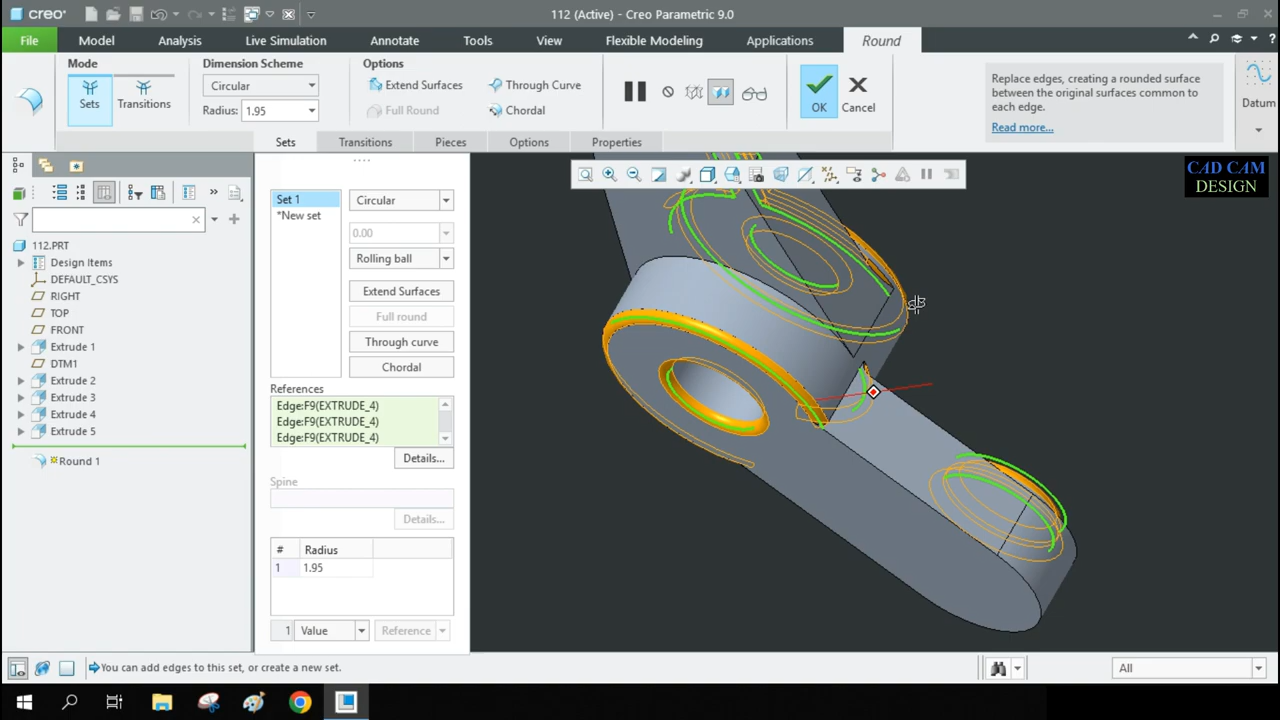 creo
112 (Active) - Creo Parametric 9.0
File
Model
Analysis
Live Simulation
Annotate
Tools
View
Flexible Modeling
Applications
Round
Mode
Sets
Transitions
Dimension Scheme
Circular
Radius: 1.95
Options
Extend Surfaces
Through Curve
Full Round
Chordal
OK
Cancel
Replace edges, creating a rounded surface
between the original surfaces common to
each edge.
Read more...
Datum
Sets
Transitions
Pieces
Options
Properties
CAD CAM
DESIGN
112.PRT
Design Items
DEFAULT_CSYS
RIGHT
TOP
FRONT
Extrude 1
DTM1
Extrude 2
Extrude 3
Extrude 4
Extrude 5
Round 1
Set 1
*New set
Circular
0.00
Rolling ball
Extend Surfaces
Full round
Through curve
Chordal
References
Edge:F9(EXTRUDE_4)
Edge:F9(EXTRUDE_4)
Edge:F9(EXTRUDE_4)
Details...
Spine
Details...
# Radius
1 1.95
1 Value
Reference
You can add edges to this set, or create a new set.
All